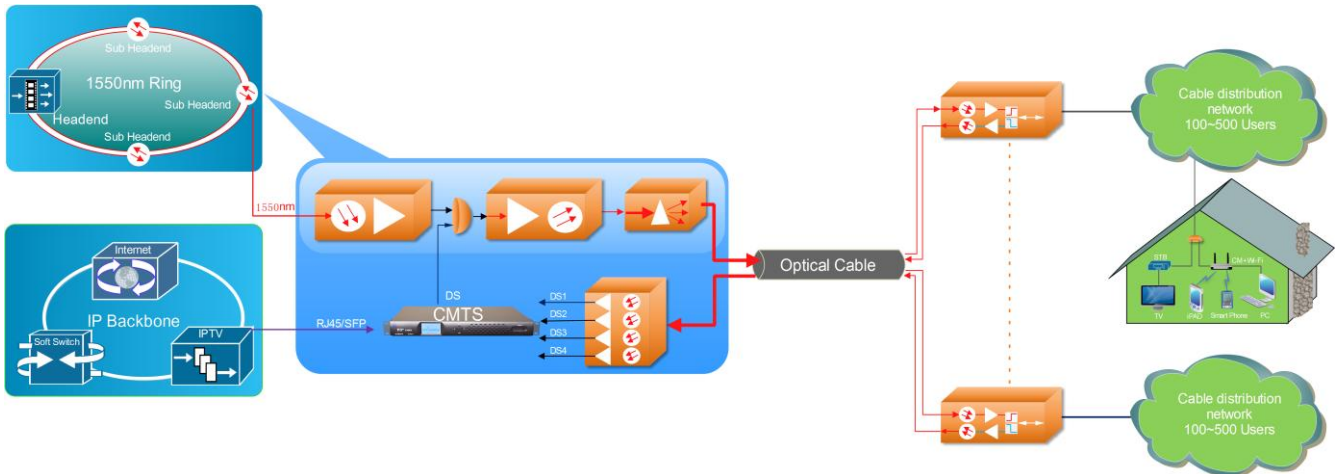 Sub Headend
1550nm Ring
Sub Headend
Headend
Sub Headend
1550nm
Internet
IP Backbone
Soft Switch
IPTV
RJ45/SFP
DS
CMTS
DS1
DS2
DS3
DS4
Optical Cable
Cable distribution
network
100~500 Users
STB
CM+Wi-Fi
TV
iPAD
Smart Phone
PC
Cable distribution
network
100~500 Users